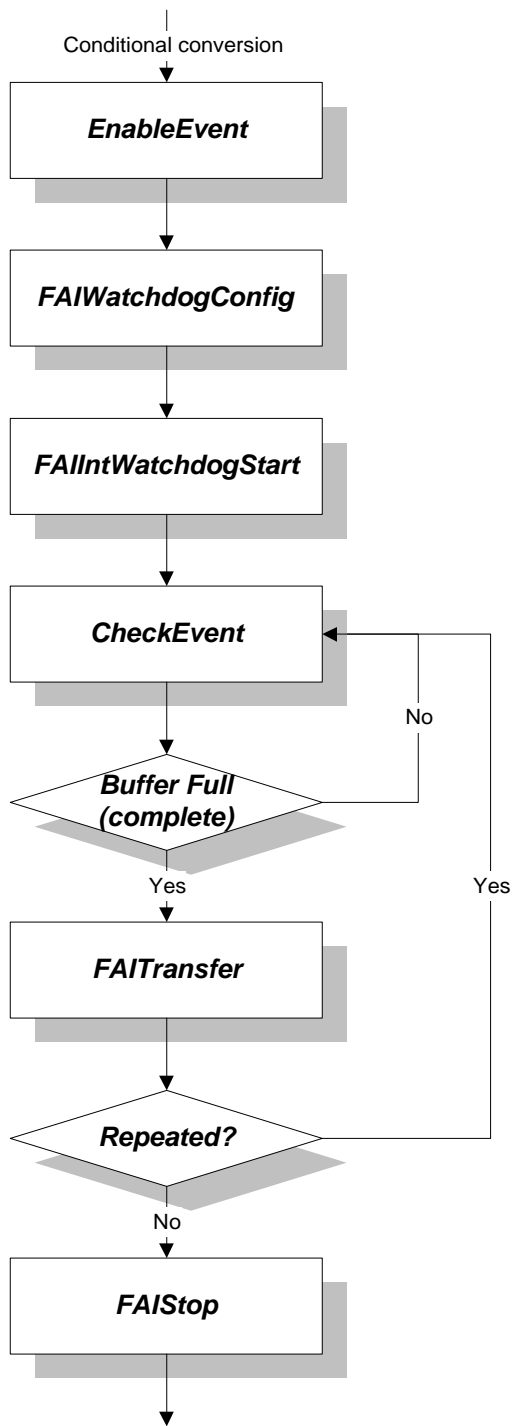 Conditional conversion
EnableEvent
FAIWatchdogConfig
FAIIntWatchdogStart
CheckEvent
No
Buffer Full
(complete)
Yes
Yes
FAITransfer
Repeated?
No
FAIStop